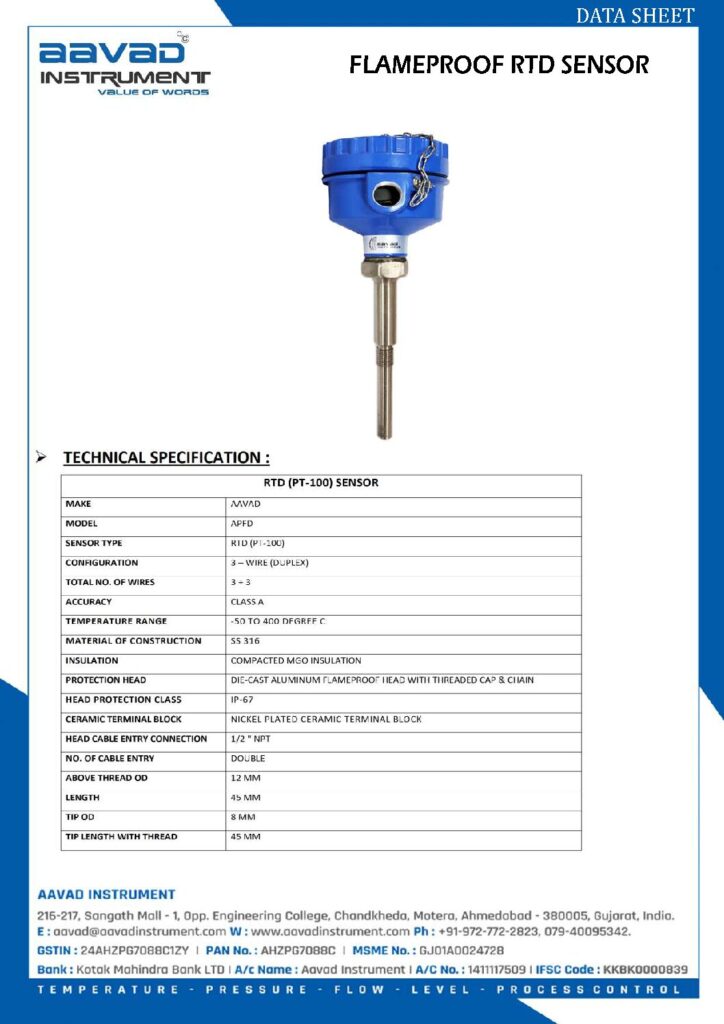 DATA SHEET
AAVAD
INSTRUMENT
VALUE OF WORDS
FLAMEPROOF RTD SENSOR
aavad
➢ TECHNICAL SPECIFICATION :
RTD (PT-100) SENSOR
MAKE AAVAD
MODEL APFD
SENSOR TYPE RTD (PT-100)
CONFIGURATION 3 – WIRE (DUPLEX)
TOTAL NO. OF WIRES 3 + 3
ACCURACY CLASS A
TEMPERATURE RANGE -50 TO 400 DEGREE C
MATERIAL OF CONSTRUCTION SS 316
INSULATION COMPACTED MGO INSULATION
PROTECTION HEAD DIE-CAST ALUMINUM FLAMEPROOF HEAD WITH THREADED CAP & CHAIN
HEAD PROTECTION CLASS IP-67
CERAMIC TERMINAL BLOCK NICKEL PLATED CERAMIC TERMINAL BLOCK
HEAD CABLE ENTRY CONNECTION 1/2 " NPT
NO. OF CABLE ENTRY DOUBLE
ABOVE THREAD OD 12 MM
LENGTH 45 MM
TIP OD 8 MM
TIP LENGTH WITH THREAD 45 MM
AAVAD INSTRUMENT
216-217, Sangath Mall - 1, Opp. Engineering College, Chandkheda, Motera, Ahmedabad - 380005, Gujarat, India.
E : aavad@aavadinstrument.com W : www.aavadinstrument.com Ph : +91-972-772-2823, 079-40095342.
GSTIN : 24AHZPG7088C1ZY | PAN No. : AHZPG7088C | MSME No. : GJ01A0024728
Bank : Kotak Mahindra Bank LTD | A/c Name : Aavad Instrument | A/C No. : 1411117509 | IFSC Code : KKBK0000839
TEMPERATURE - PRESSURE - FLOW - LEVEL - PROCESS CONTROL